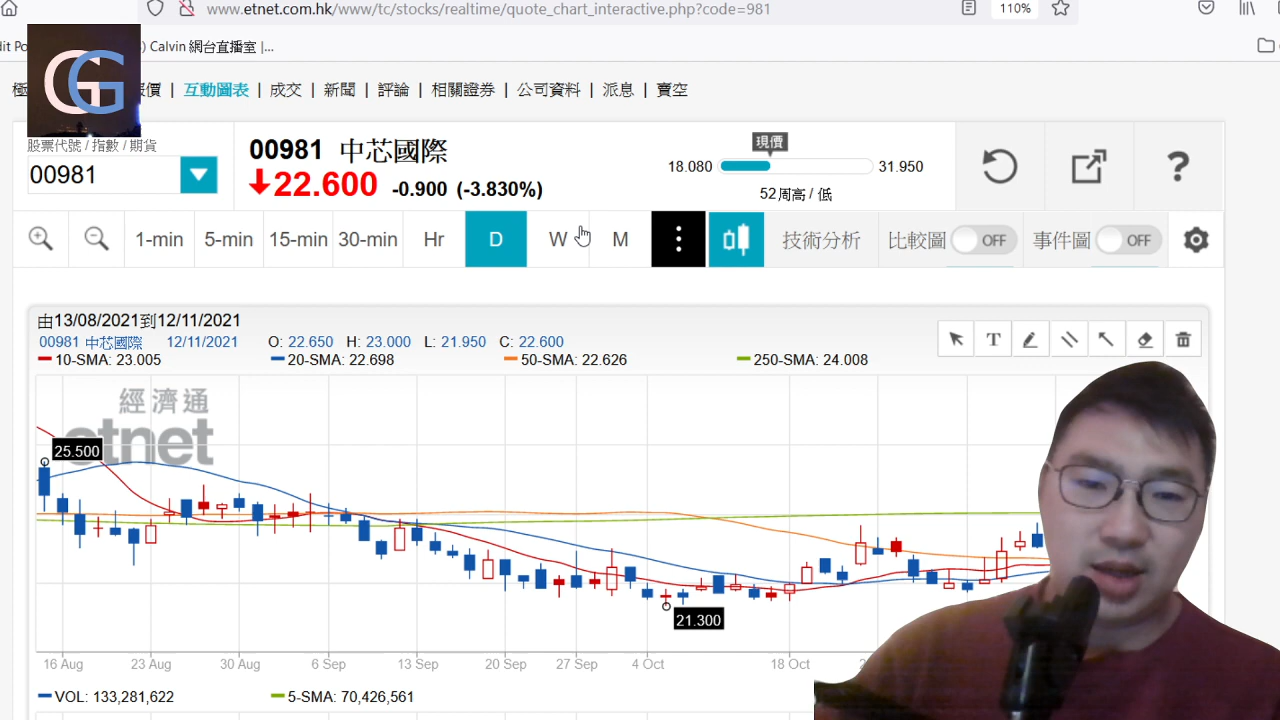 www.etnet.com.hk/www/tc/stocks/realtime/quote_chart_interactive.php?code=981
110%
Calvin 網台直播室 |...
GG
價 | 互動圖表 | 成交 | 新聞 | 評論 | 相關證券 | 公司資料 | 派息 | 賣空
股票代號 / 指數 / 期貨
00981
00981 中芯國際
22.600 -0.900 (-3.830%)
現價
18.080 31.950
52周高 / 低
?
1-min 5-min 15-min 30-min Hr D W M 技術分析 比較圖 OFF 事件圖 OFF
由13/08/2021到12/11/2021
00981 中芯國際 12/11/2021 O: 22.650 H: 23.000 L: 21.950 C: 22.600
10-SMA: 23.005 20-SMA: 22.698 50-SMA: 22.626 250-SMA: 24.008
T
經濟通
etnet
25.500
21.300
16 Aug 23 Aug 30 Aug 6 Sep 13 Sep 20 Sep 27 Sep 4 Oct 18 Oct
VOL: 133,281,622 5-SMA: 70,426,561